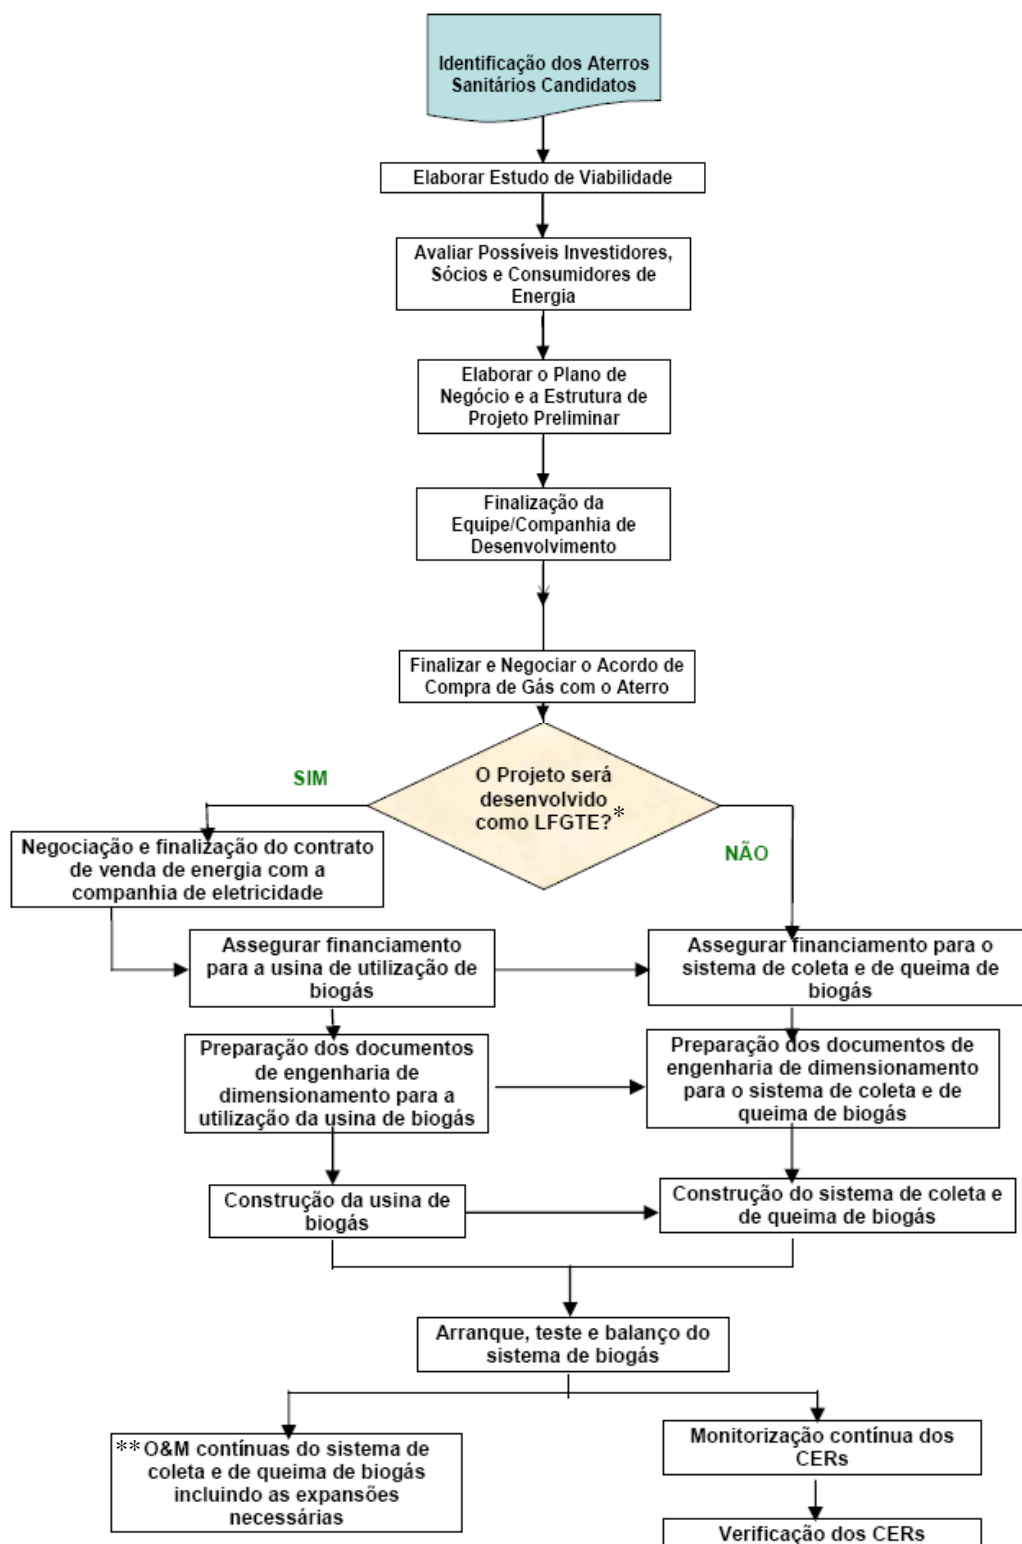 Identificação dos Aterros
Sanitários Candidatos
Elaborar Estudo de Viabilidade
Avaliar Possíveis Investidores,
Sócios e Consumidores de
Energia
Elaborar o Plano de
Negócio e a Estrutura de
Projeto Preliminar
Finalização da
Equipe/Companhia de
Desenvolvimento
Finalizar e Negociar o Acordo de
Compra de Gás com o Aterro
O Projeto será
desenvolvido
como LFGTE?*
SIM
NÃO
Negociação e finalização do contrato
de venda de energia com a
companhia de eletricidade
Assegurar financiamento
para a usina de utilização de
biogás
Assegurar financiamento para o
sistema de coleta e de queima de
biogás
Preparação dos documentos
de engenharia de
dimensionamento para a
utilização da usina de biogás
Preparação dos documentos de
engenharia de dimensionamento
para o sistema de coleta e de
queima de biogás
Construção da usina de
biogás
Construção do sistema de coleta e
de queima de biogás
Arranque, teste e balanço do
sistema de biogás
**O&M contínuas do sistema de
coleta e de queima de biogás
incluindo as expansões
necessárias
Monitorização contínua dos
CERs
Verificação dos CERs